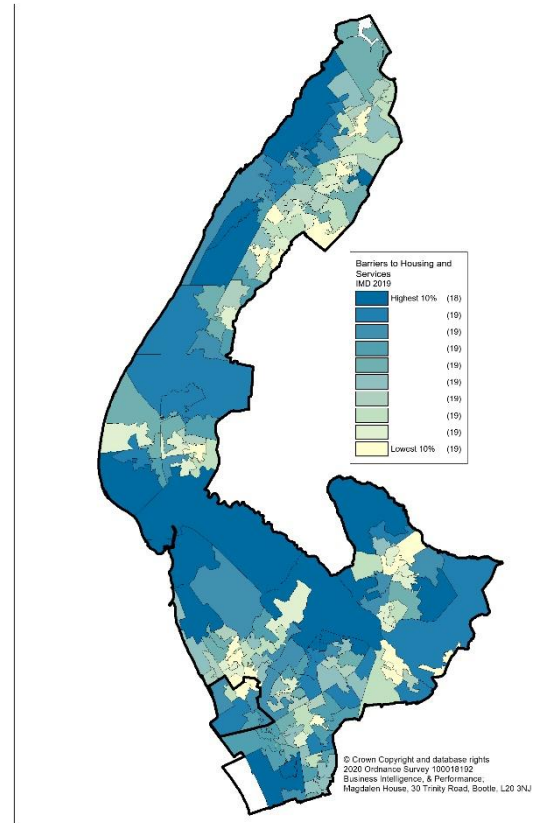 Barriers to Housing and
Services
IMD 2019
Highest 10% (18)
(19)
(19)
(19)
(19)
(19)
(19)
(19)
(19)
Lowest 10% (19)
© Crown Copyright and database rights
2020 Ordnance Survey 100018192
Business Intelligence, & Performance,
Magdalen House, 30 Trinity Road, Bootle, L20 3NJ